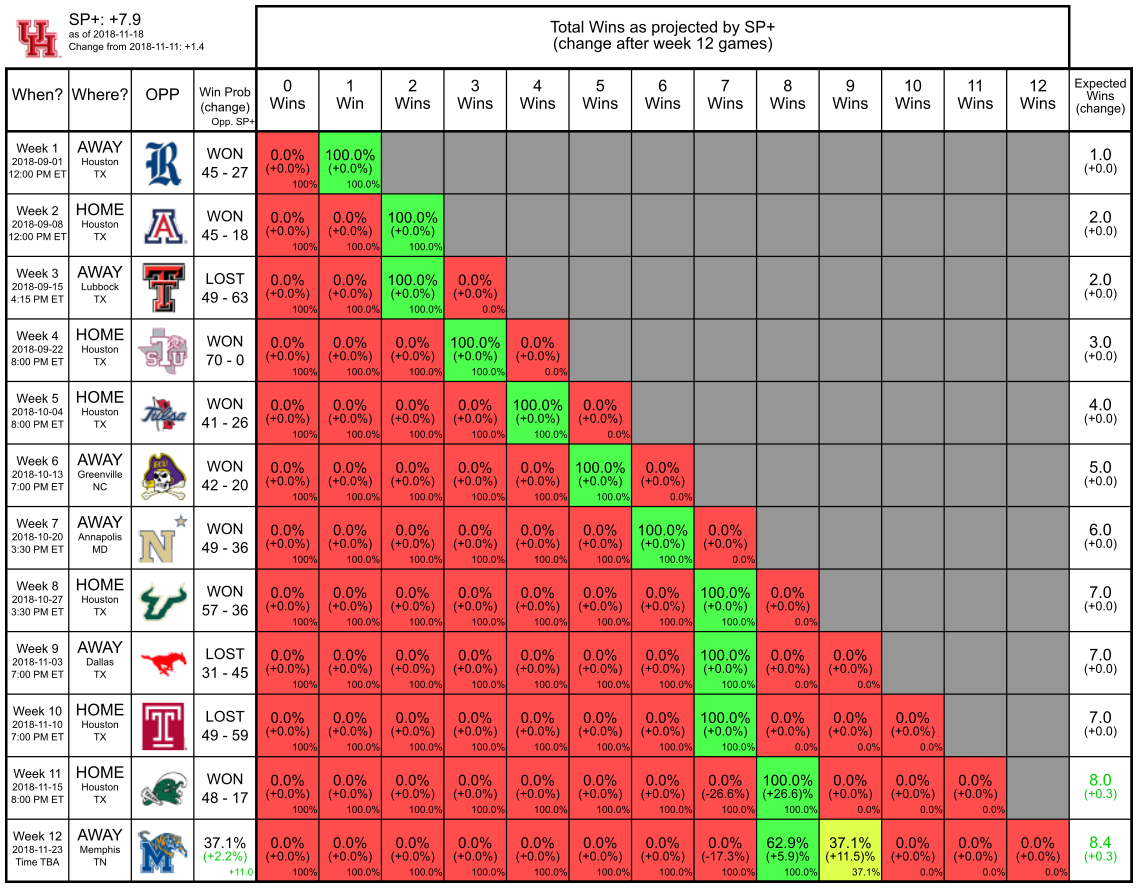 SP+: +7.9
as of 2018-11-18
Change from 2018-11-11: +1.4
Total Wins as projected by SP+
(change after week 12 games)
When? Where? OPP Win Prob (change) Opp. SP+ 0 Wins 1 Win 2 Wins 3 Wins 4 Wins 5 Wins 6 Wins 7 Wins 8 Wins 9 Wins 10 Wins 11 Wins 12 Wins Expected Wins (change)
Week 1 AWAY WON 0.0% 100.0% 1.0
2018-09-01 Houston R 45 - 27 (+0.0%) (+0.0%) (+0.0)
12:00 PM ET TX 100% 100.0%
Week 2 HOME WON 0.0% 0.0% 100.0% 2.0
2018-09-08 Houston A 45 - 18 (+0.0%) (+0.0%) (+0.0%) (+0.0)
12:00 PM ET TX 100% 100.0% 100.0%
Week 3 AWAY LOST 0.0% 0.0% 100.0% 0.0% 2.0
2018-09-15 Lubbock T 49 - 63 (+0.0%) (+0.0%) (+0.0%) (+0.0%) (+0.0)
4:15 PM ET TX 100% 100.0% 100.0% 0.0%
Week 4 HOME WON 0.0% 0.0% 0.0% 100.0% 0.0% 3.0
2018-09-22 Houston TSU 70 - 0 (+0.0%) (+0.0%) (+0.0%) (+0.0%) (+0.0%) (+0.0)
8:00 PM ET TX 100% 100.0% 100.0% 100.0% 0.0%
Week 5 HOME WON 0.0% 0.0% 0.0% 0.0% 100.0% 0.0% 4.0
2018-10-04 Houston Tulsa 41 - 26 (+0.0%) (+0.0%) (+0.0%) (+0.0%) (+0.0%) (+0.0%) (+0.0)
8:00 PM ET TX 100% 100.0% 100.0% 100.0% 100.0% 0.0%
Week 6 AWAY WON 0.0% 0.0% 0.0% 0.0% 0.0% 100.0% 0.0% 5.0
2018-10-13 Greenville ECU 42 - 20 (+0.0%) (+0.0%) (+0.0%) (+0.0%) (+0.0%) (+0.0%) (+0.0%) (+0.0)
7:00 PM ET NC 100% 100.0% 100.0% 100.0% 100.0% 100.0% 0.0%
Week 7 AWAY WON 0.0% 0.0% 0.0% 0.0% 0.0% 0.0% 100.0% 0.0% 6.0
2018-10-20 Annapolis N 49 - 36 (+0.0%) (+0.0%) (+0.0%) (+0.0%) (+0.0%) (+0.0%) (+0.0%) (+0.0%) (+0.0)
3:30 PM ET MD 100% 100.0% 100.0% 100.0% 100.0% 100.0% 100.0% 0.0%
Week 8 HOME WON 0.0% 0.0% 0.0% 0.0% 0.0% 0.0% 0.0% 100.0% 0.0% 7.0
2018-10-27 Houston 57 - 36 (+0.0%) (+0.0%) (+0.0%) (+0.0%) (+0.0%) (+0.0%) (+0.0%) (+0.0%) (+0.0%) (+0.0)
3:30 PM ET TX 100% 100.0% 100.0% 100.0% 100.0% 100.0% 100.0% 100.0% 0.0%
Week 9 AWAY LOST 0.0% 0.0% 0.0% 0.0% 0.0% 0.0% 0.0% 100.0% 0.0% 0.0% 7.0
2018-11-03 Dallas 31 - 45 (+0.0%) (+0.0%) (+0.0%) (+0.0%) (+0.0%) (+0.0%) (+0.0%) (+0.0%) (+0.0%) (+0.0%) (+0.0)
7:00 PM ET TX 100% 100.0% 100.0% 100.0% 100.0% 100.0% 100.0% 100.0% 0.0% 0.0%
Week 10 HOME LOST 0.0% 0.0% 0.0% 0.0% 0.0% 0.0% 0.0% 100.0% 0.0% 0.0% 0.0% 7.0
2018-11-10 Houston T 49 - 59 (+0.0%) (+0.0%) (+0.0%) (+0.0%) (+0.0%) (+0.0%) (+0.0%) (+0.0%) (+0.0%) (+0.0%) (+0.0%) (+0.0)
7:00 PM ET TX 100% 100.0% 100.0% 100.0% 100.0% 100.0% 100.0% 100.0% 0.0% 0.0% 0.0%
Week 11 HOME WON 0.0% 0.0% 0.0% 0.0% 0.0% 0.0% 0.0% 0.0% 100.0% 0.0% 0.0% 0.0% 8.0
2018-11-15 Houston 48 - 17 (+0.0%) (+0.0%) (+0.0%) (+0.0%) (+0.0%) (+0.0%) (+0.0%) (-26.6%) (+26.6)% (+0.0%) (+0.0%) (+0.0%) (+0.3)
8:00 PM ET TX 100% 100.0% 100.0% 100.0% 100.0% 100.0% 100.0% 100.0% 100.0% 0.0% 0.0% 0.0%
Week 12 AWAY 37.1% 0.0% 0.0% 0.0% 0.0% 0.0% 0.0% 0.0% 0.0% 62.9% 37.1% 0.0% 0.0% 0.0% 8.4
2018-11-23 Memphis M (+2.2%) (+0.0%) (+0.0%) (+0.0%) (+0.0%) (+0.0%) (+0.0%) (+0.0%) (-17.3%) (+5.9)% (+11.5)% (+0.0%) (+0.0%) (+0.0%) (+0.3)
Time TBA TN +11.0 100% 100.0% 100.0% 100.0% 100.0% 100.0% 100.0% 100.0% 100.0% 37.1% 0.0% 0.0% 0.0%